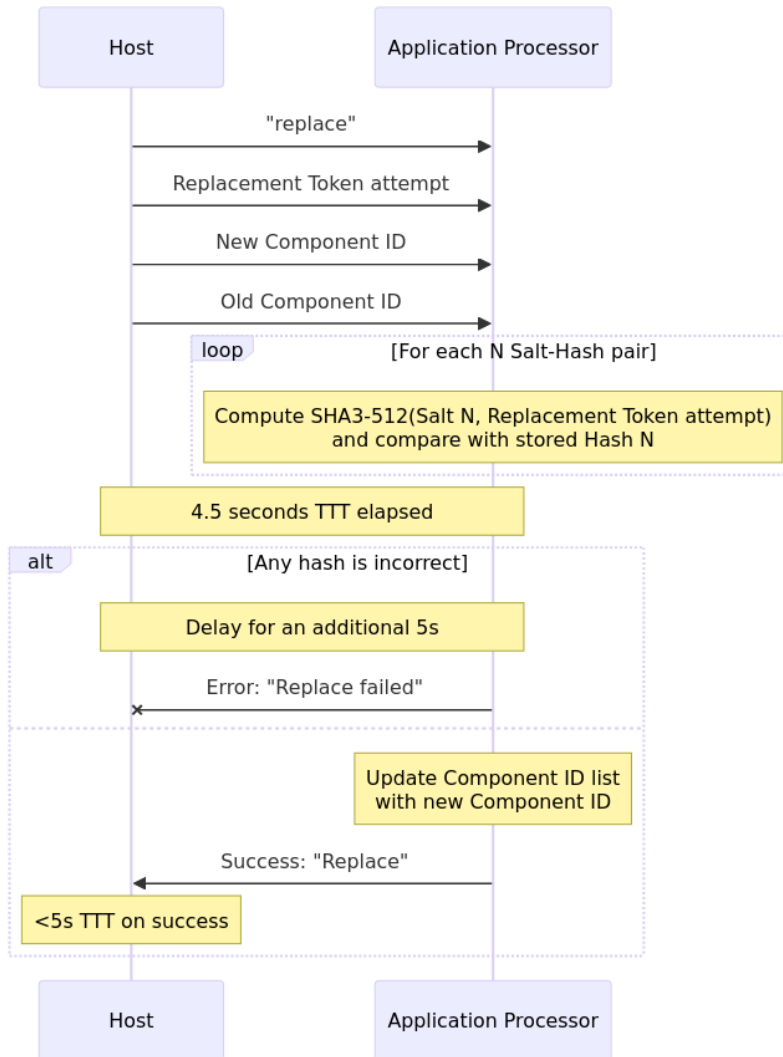 Host
Application Processor
"replace"
Replacement Token attempt
New Component ID
Old Component ID
loop
[For each N Salt-Hash pair]
Compute SHA3-512(Salt N, Replacement Token attempt)
and compare with stored Hash N
4.5 seconds TTT elapsed
alt
[Any hash is incorrect]
Delay for an additional 5s
Error: "Replace failed"
Update Component ID list
with new Component ID
Success: "Replace"
<5s TTT on success
Host
Application Processor